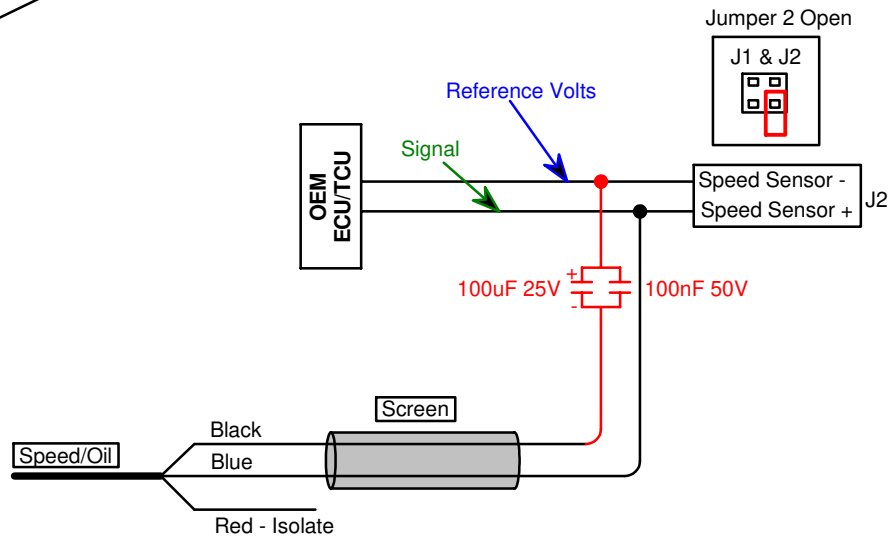 Jumper 2 Open
J1 & J2
Reference Volts
Signal
OEM
ECU/TCU
Speed Sensor -
Speed Sensor +
J2
100uF 25V
+
-
100nF 50V
Screen
Black
Speed/Oil
Blue
Red - Isolate